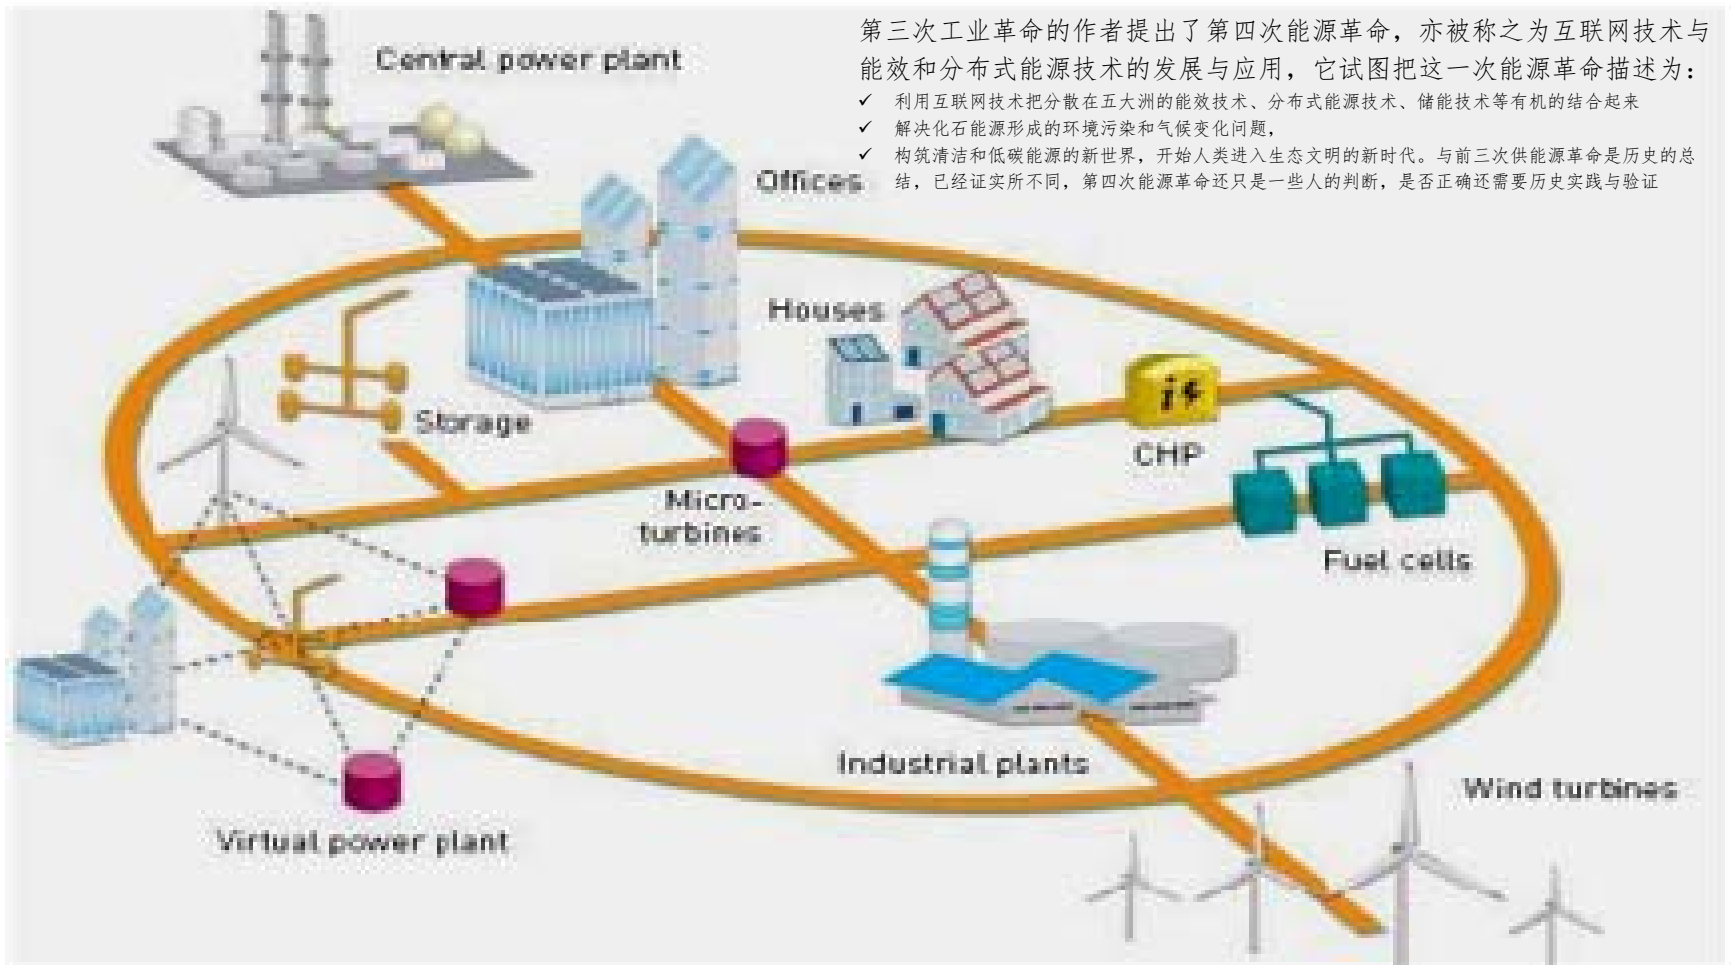 第三次工业革命的作者提出了第四次能源革命，亦被称之为互联网技术与
能效和分布式能源技术的发展与应用，它试图把这一次能源革命描述为：
✓ 利用互联网技术把分散在五大洲的能效技术、分布式能源技术、储能技术等有机的结合起来
✓ 解决化石能源形成的环境污染和气候变化问题，
✓ 构筑清洁和低碳能源的新世界，开始人类进入生态文明的新时代。与前三次供能源革命是历史的总
结，已经证实所不同，第四次能源革命还只是一些人的判断，是否正确还需要历史实践与验证
Central power plant
Offices
Houses
Storage
CHP
Micro-
turbines
Fuel cells
Industrial plants
Wind turbines
Virtual power plant